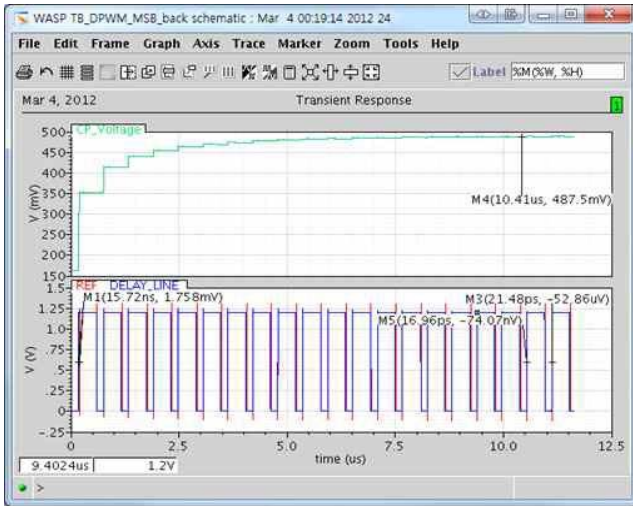 WASP TB_DPWM_MSB_back schematic : Mar 4 00:19:14 2012 24
File Edit Frame Graph Axis Trace Marker Zoom Tools Help
Label %M(%W, %H)
Mar 4, 2012 Transient Response 1
CP_Voltage
500
450
400
350
300
250
200
150
V (mV)
M4(10.41us, 487.5mV)
REF DELAY_LINE
M1(15.72ns, 1.758mV) M3(21.48ps, -52.86uV)
M5(16.96ps, -74.07nV)
1.5
1.25
1.0
.75
.5
.25
0
-.25
V (V)
0 2.5 5.0 7.5 10.0 12.5
time (us)
9.4024us 1.2V
>